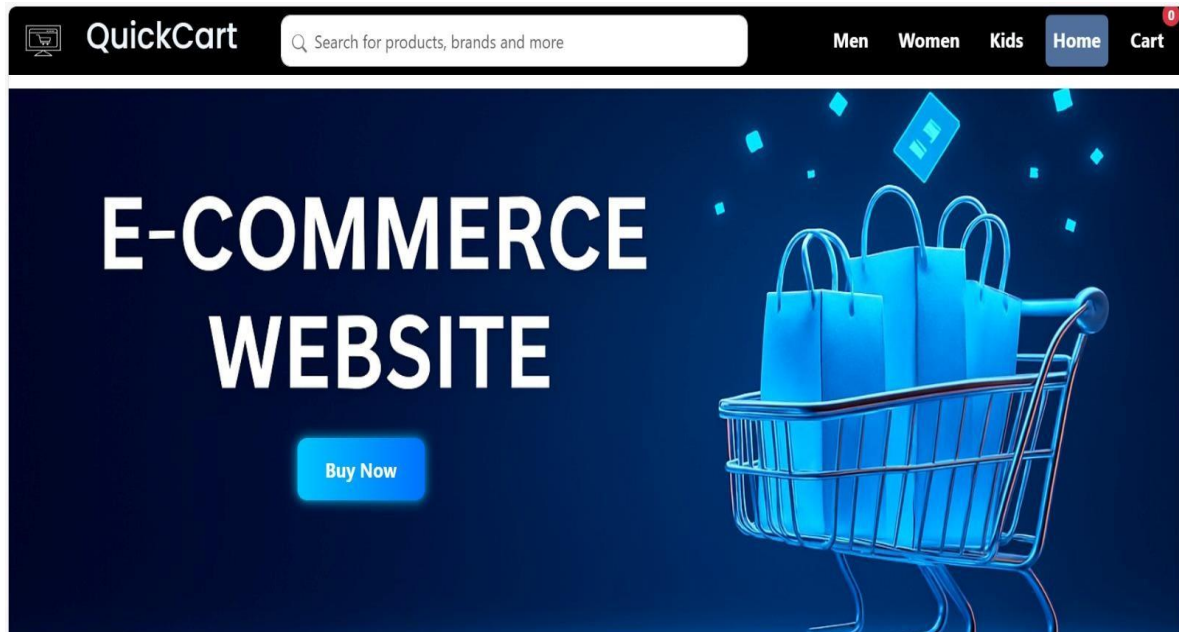 QuickCart
Search for products, brands and more
Men Women Kids Home Cart 0
E-COMMERCE
WEBSITE
Buy Now